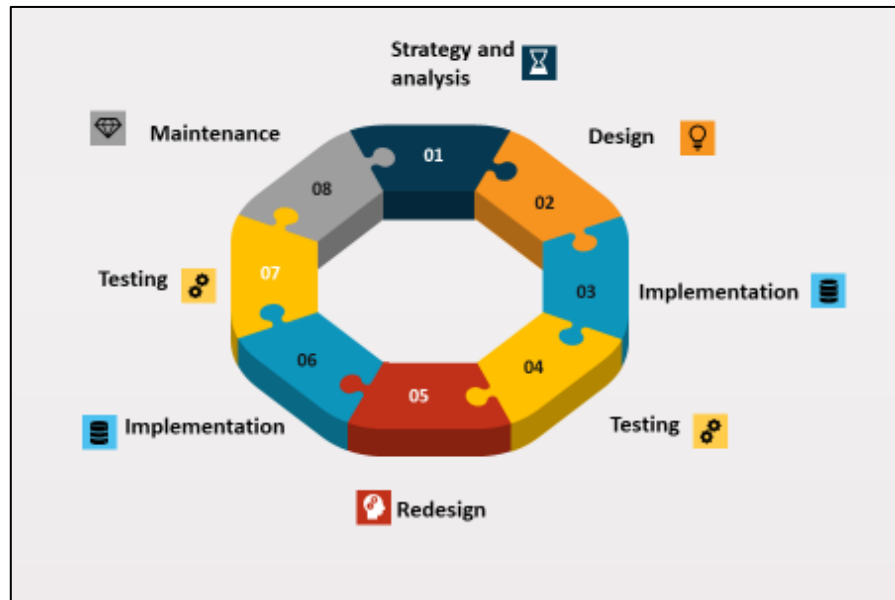 Strategy and
analysis
Maintenance
Design
01
08
02
Testing
07
03
Implementation
06
04
05
Implementation
Testing
Redesign